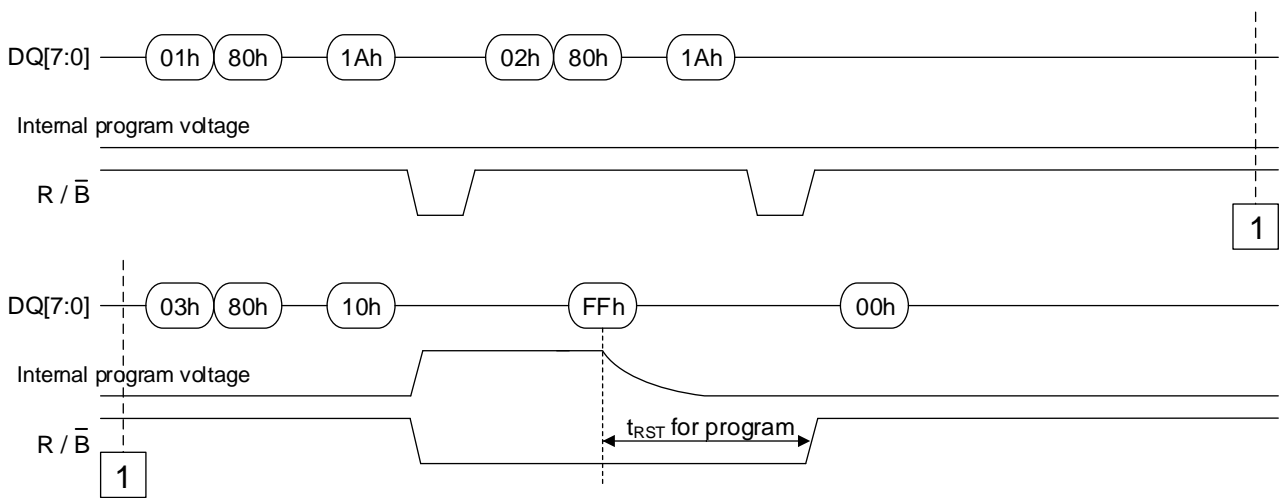 DQ[7:0] 01h 80h 1Ah 02h 80h 1Ah
Internal program voltage
R / B̅
1
DQ[7:0] 03h 80h 10h FFh 00h
Internal program voltage
R / B̅ tRST for program
1